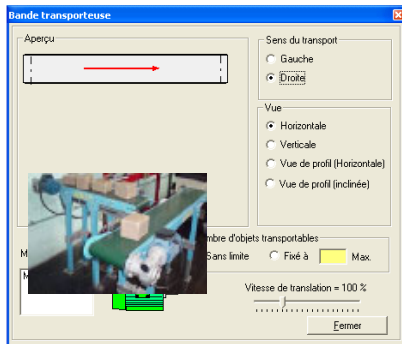 Bande transporteuse
Aperçu
Sens du transport
Gauche
Droite
Vue
Horizontale
Verticale
Vue de profil (Horizontale)
Vue de profil (inclinée)
d'objets transportables
Sans limite
Fixé à
Max.
Vitesse de translation = 100 %
Fermer